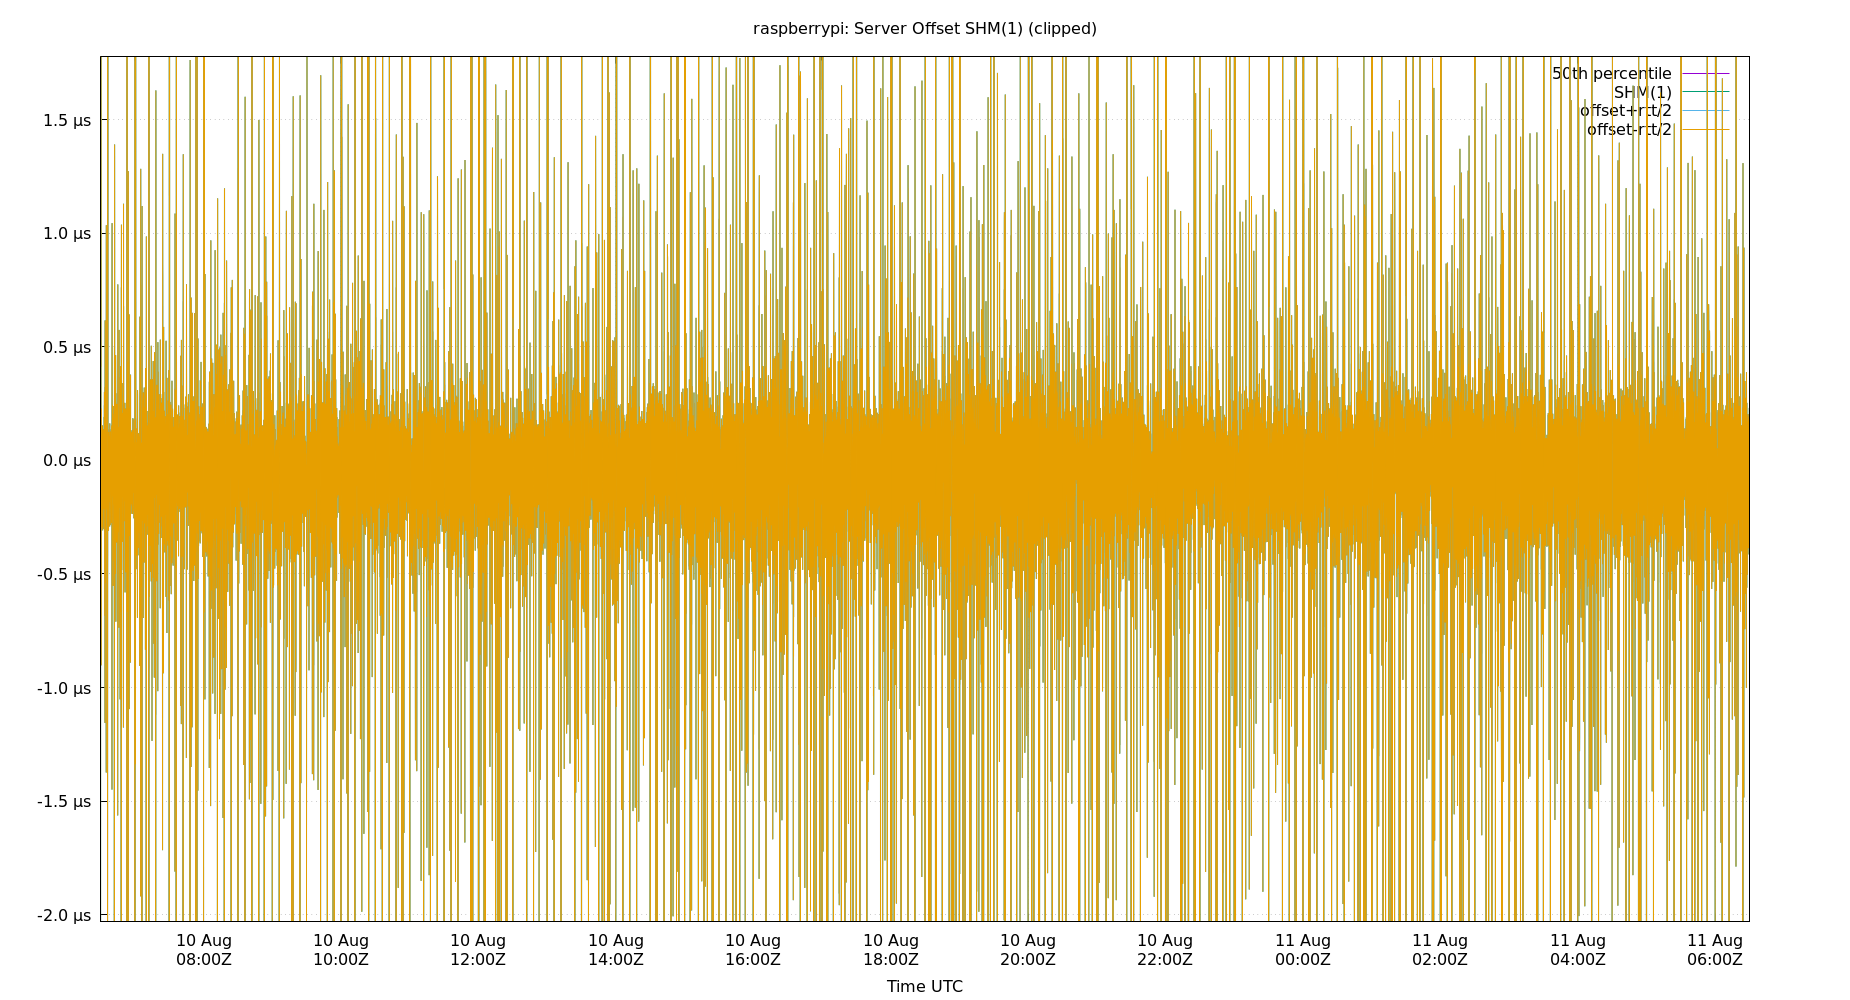 raspberrypi: Server Offset SHM(1) (clipped)
50th percentile
SHM(1)
offset+rtt/2
offset-rtt/2
1.5 µs
1.0 µs
0.5 µs
0.0 µs
-0.5 µs
-1.0 µs
-1.5 µs
-2.0 µs
10 Aug 10 Aug 10 Aug 10 Aug 10 Aug 10 Aug 10 Aug 10 Aug 11 Aug 11 Aug 11 Aug 11 Aug
08:00Z 10:00Z 12:00Z 14:00Z 16:00Z 18:00Z 20:00Z 22:00Z 00:00Z 02:00Z 04:00Z 06:00Z
Time UTC